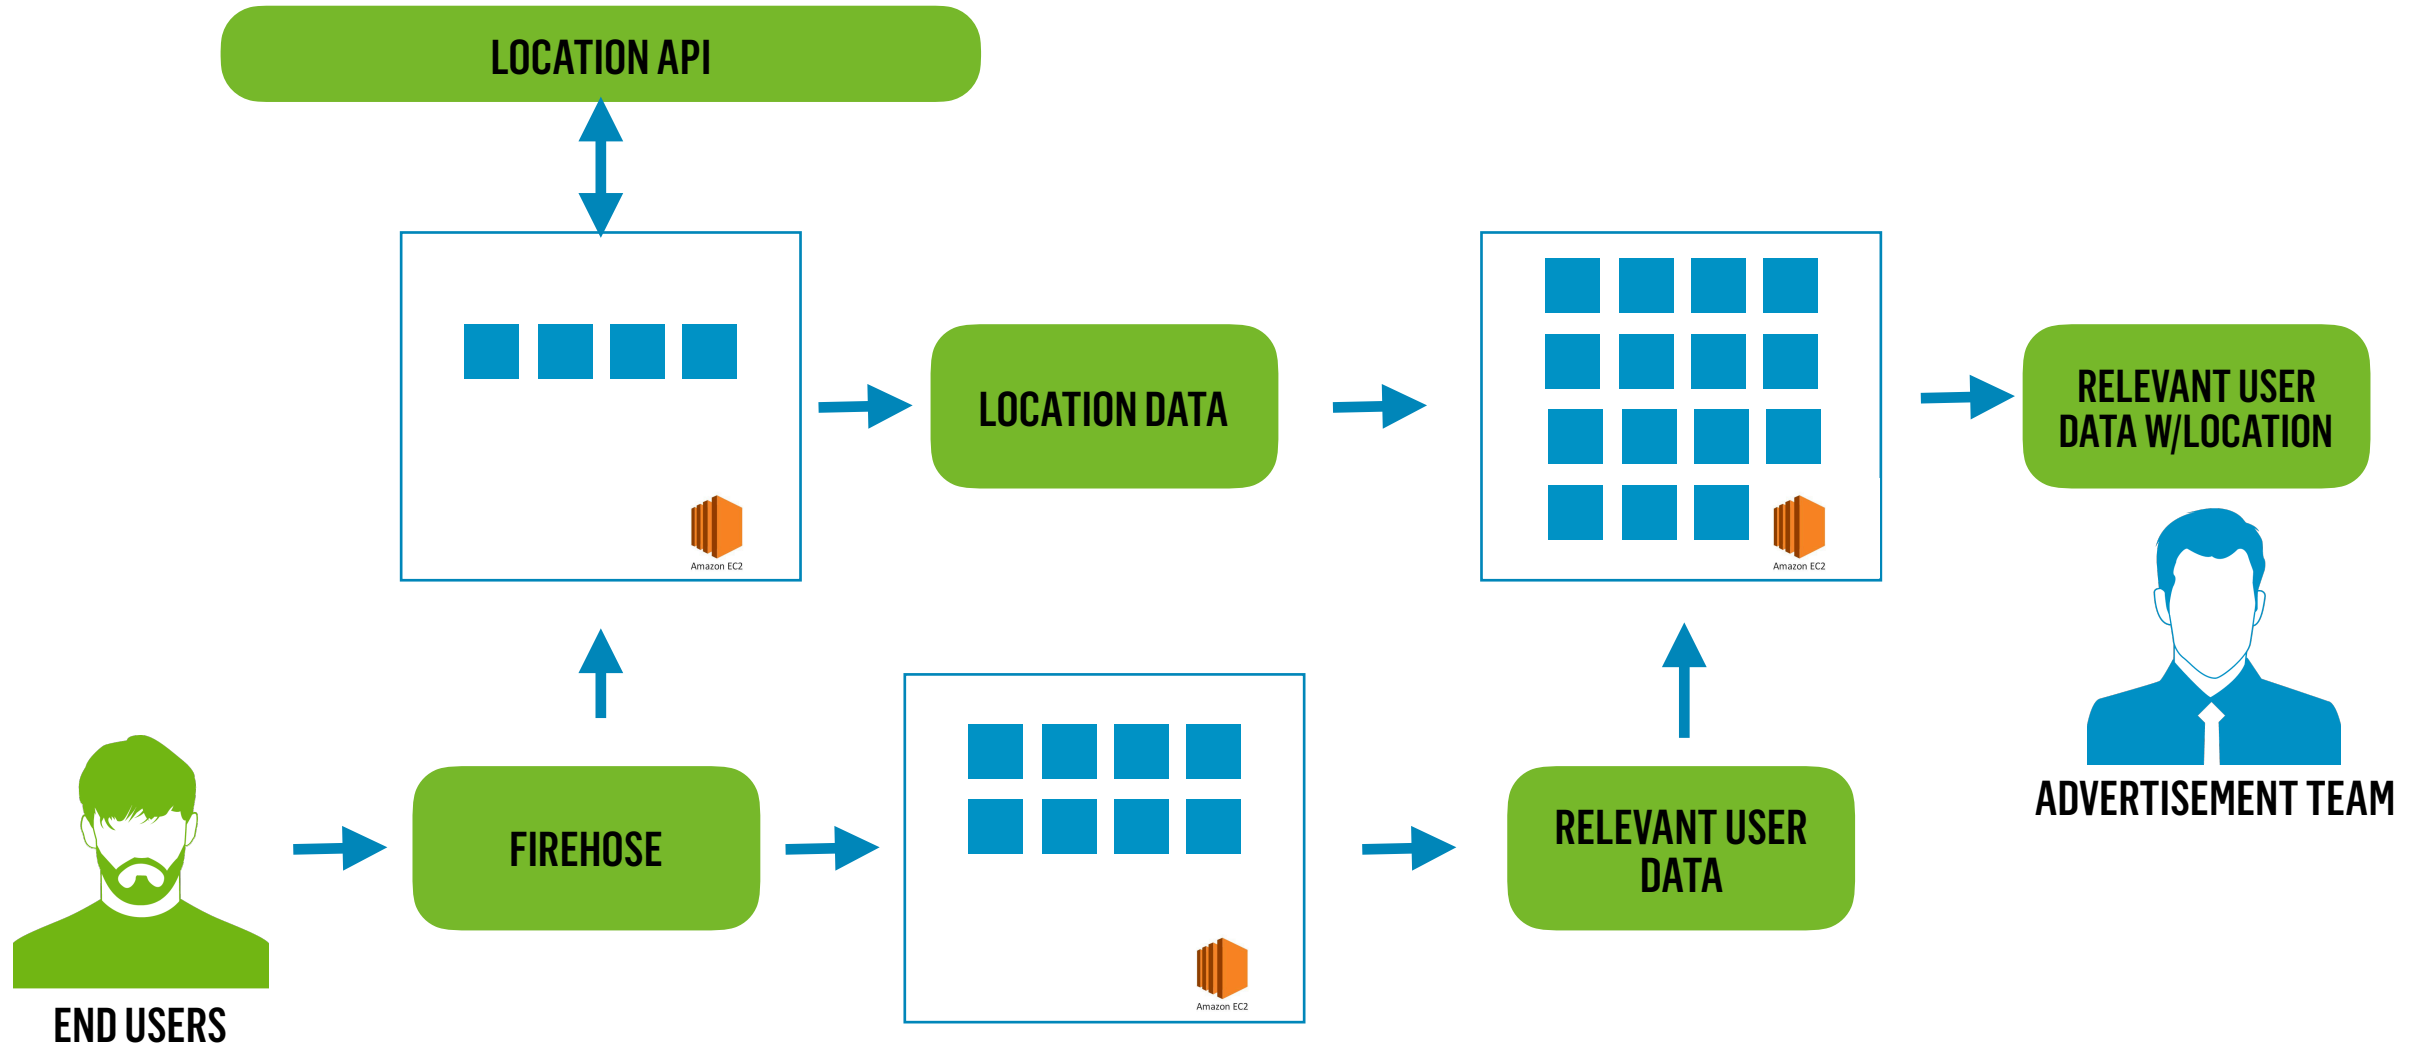 LOCATION API
LOCATION DATA
RELEVANT USER
DATA W/LOCATION
Amazon EC2
Amazon EC2
ADVERTISEMENT TEAM
FIREHOSE
RELEVANT USER
DATA
Amazon EC2
END USERS